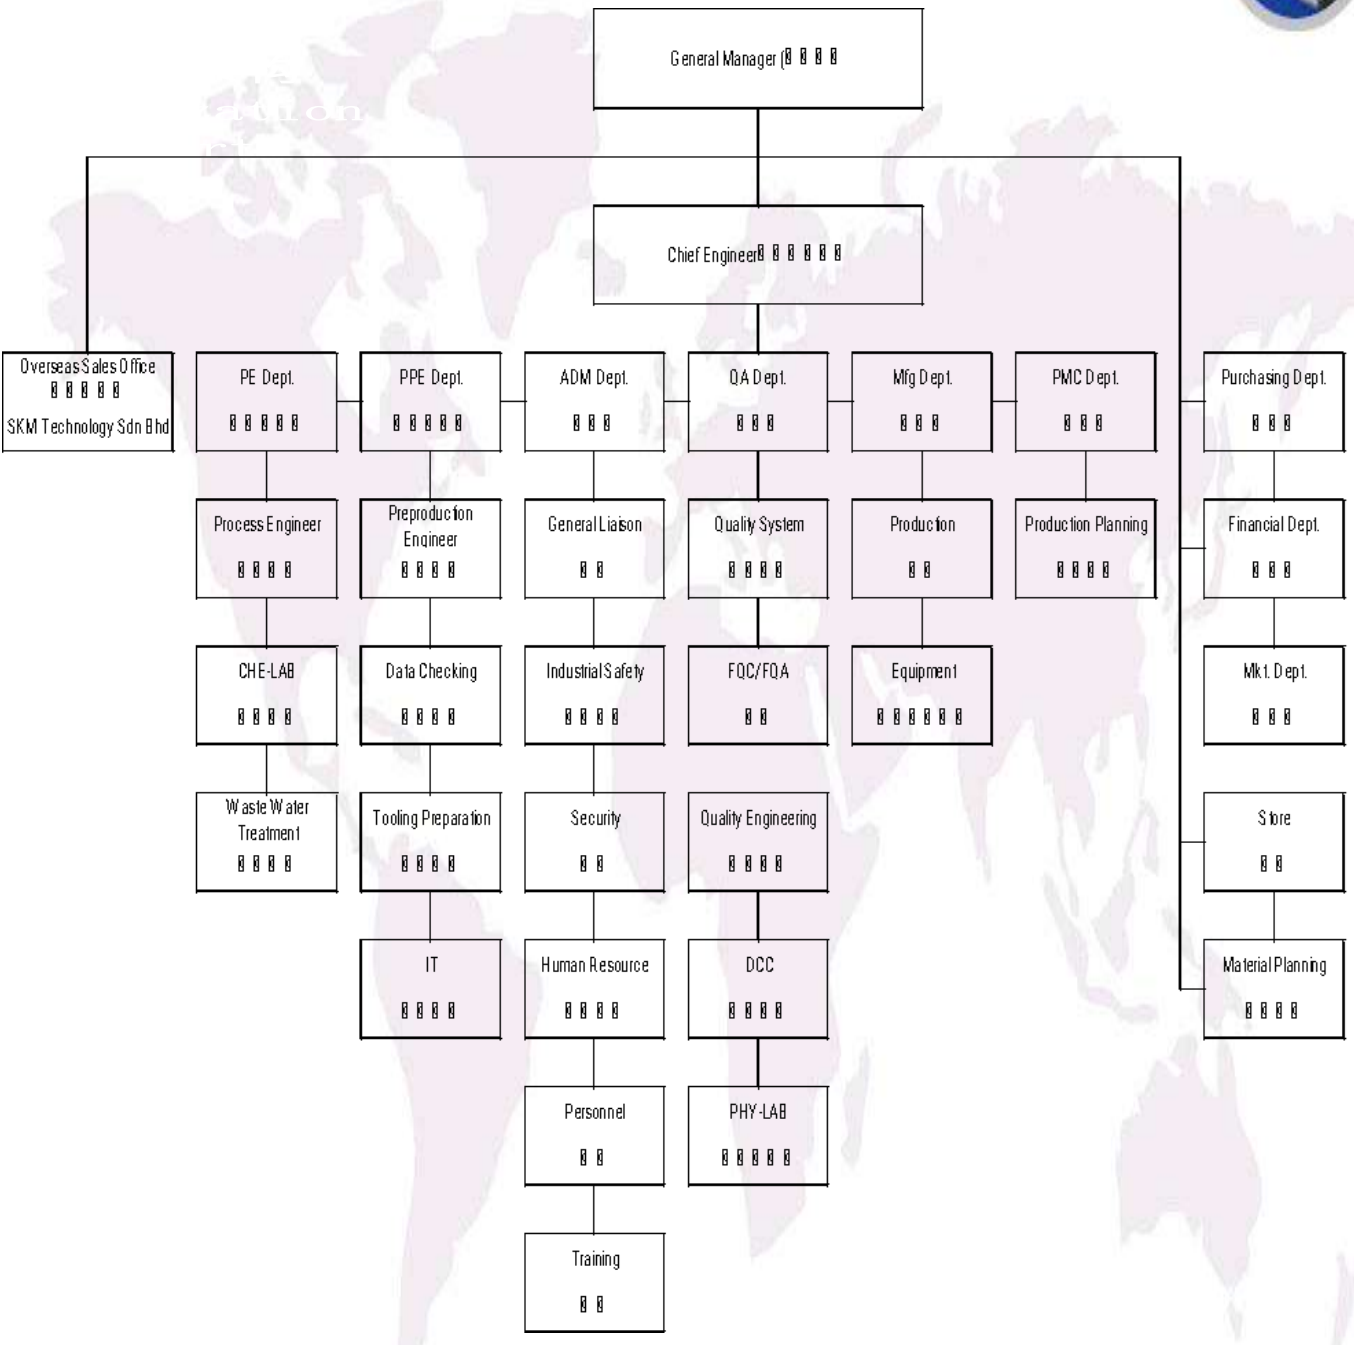 ation
General Manager (
Chief Engineer
Overseas Sales Office
SKM Technology Sdn Bhd
PE Dept.
PPE Dept.
ADM Dept.
QA Dept.
Mfg Dept.
PMC Dept.
Purchasing Dept.
Process Engineer
Preproduction
Engineer
General Liaison
Quality System
Production
Production Planning
Financial Dept.
CHE-LAB
Data Checking
Industrial Safety
FQC/FQA
Equipment
Mkt. Dept.
Waste Water
Treatment
Tooling Preparation
Security
Quality Engineering
Store
IT
Human Resource
DCC
Material Planning
Personnel
PHY-LAB
Training